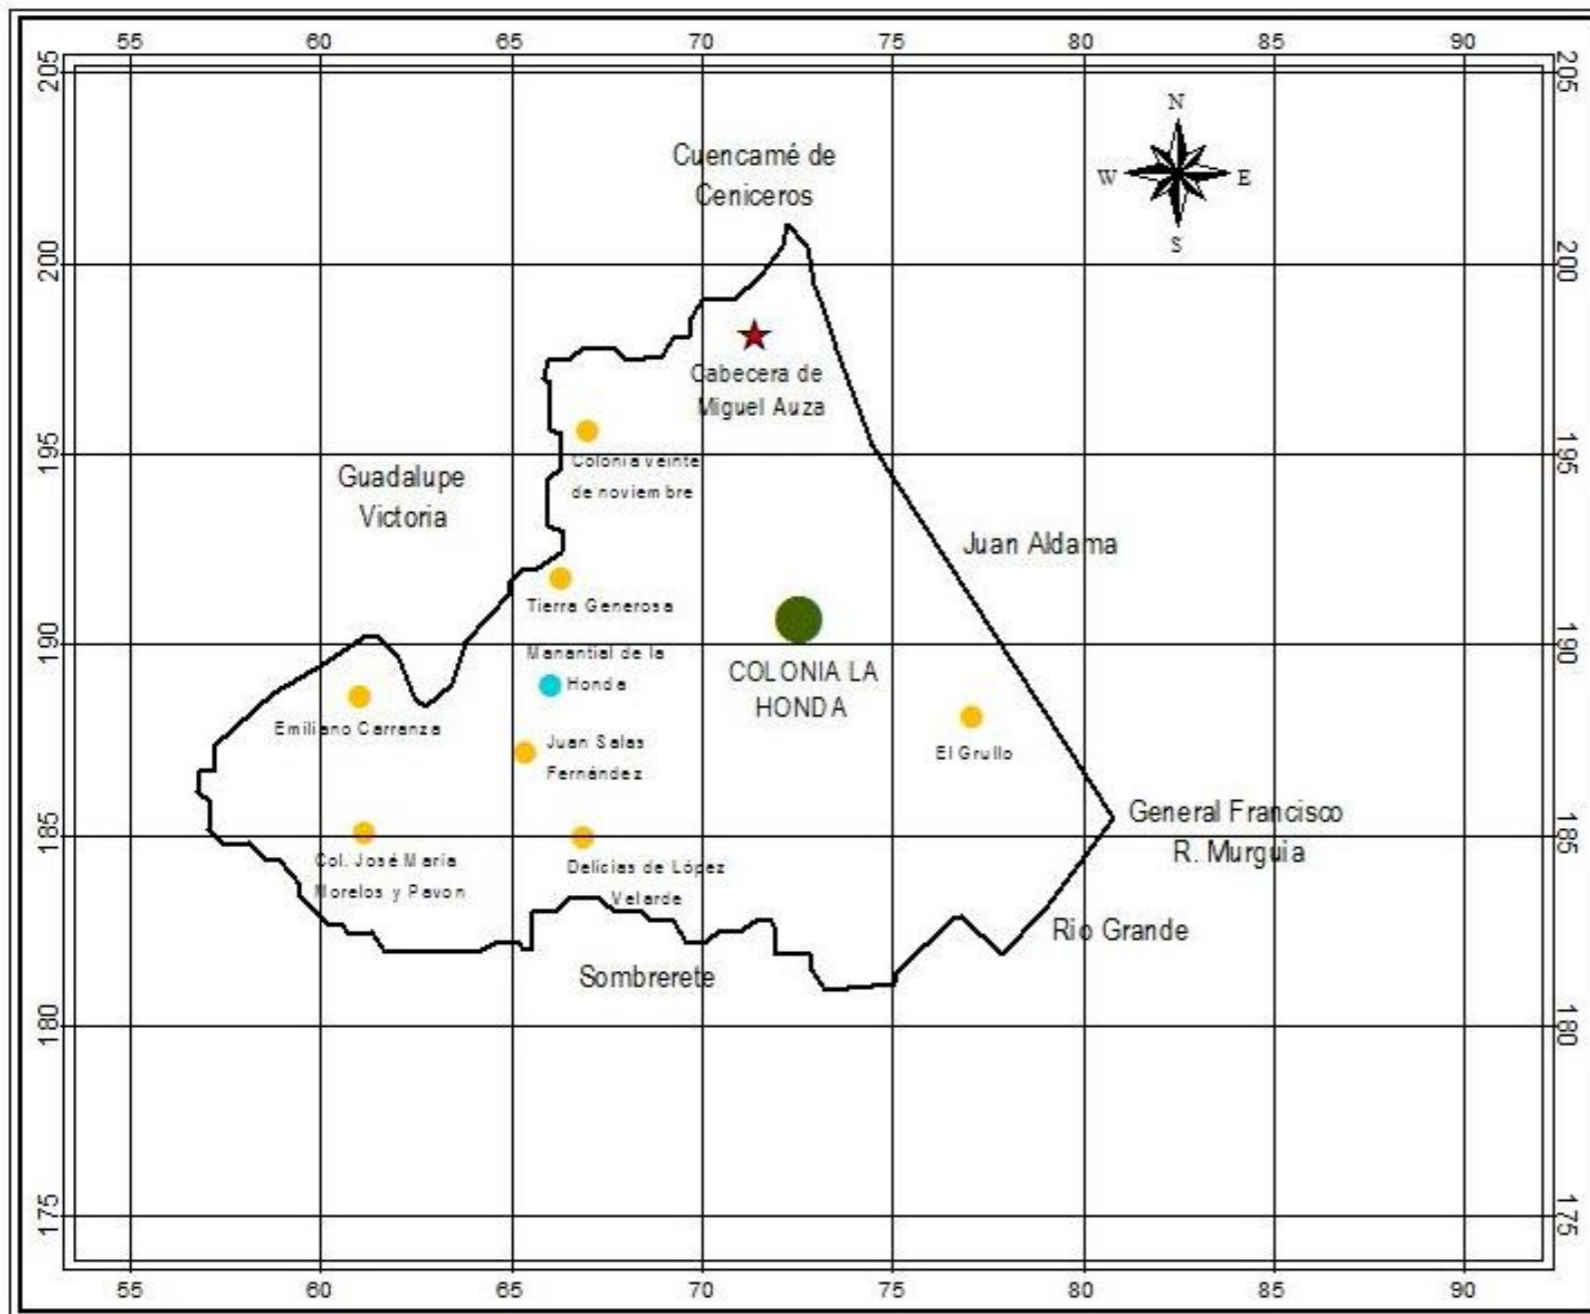 55 60 65 70 75 80 85 90
205 205
N
W E
S
Cuencamé de
Ceniceros
200 200
Cabecera de
Miguel Auza
195 195
Colonia veinte
de noviembre
Guadalupe
Victoria
Juan Aldama
Tierra Generosa
190 190
Manantial de la
Honda
COLONIA LA
HONDA
Emiliano Carranza
Juan Salas
Fernández
El Grullo
General Francisco
R. Murguia
185 185
Col. José María
Morelos y Pavon
Delicias de López
Velarde
Rio Grande
Sombrerete
180 180
175 175
55 60 65 70 75 80 85 90